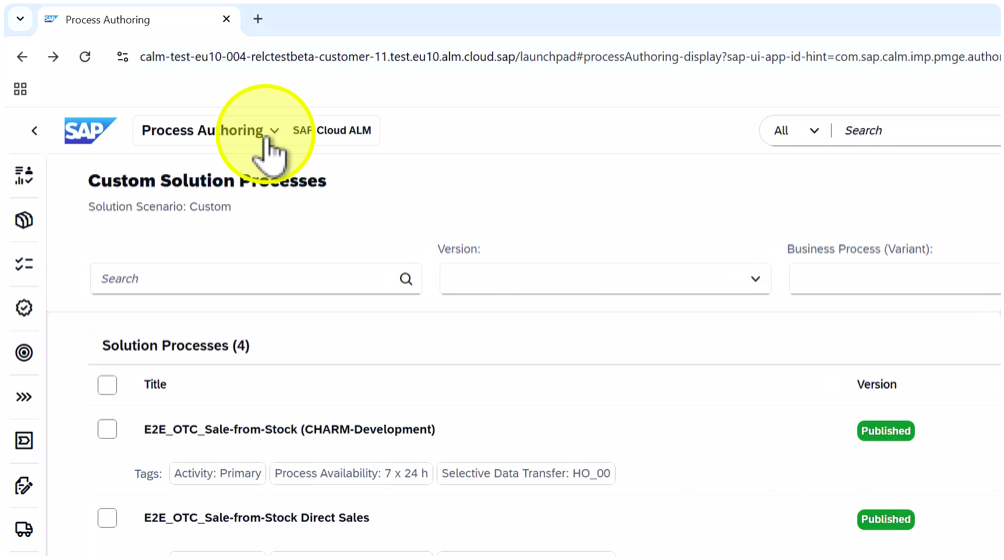 Process Authoring
calm-test-eu10-004-relctestbeta-customer-11.test.eu10.alm.cloud.sap/launchpad#processAuthoring-display?sap-ui-app-id-hint=com.sap.calm.imp.pmge.autho
SAP Process Authoring SAP Cloud ALM All Search
Custom Solution Processes
Solution Scenario: Custom
Version: Business Process (Variant):
Search
Solution Processes (4)
Title Version
E2E_OTC_Sale-from-Stock (CHARM-Development) Published
Tags: Activity: Primary Process Availability: 7 x 24 h Selective Data Transfer: HO_00
E2E_OTC_Sale-from-Stock Direct Sales Published